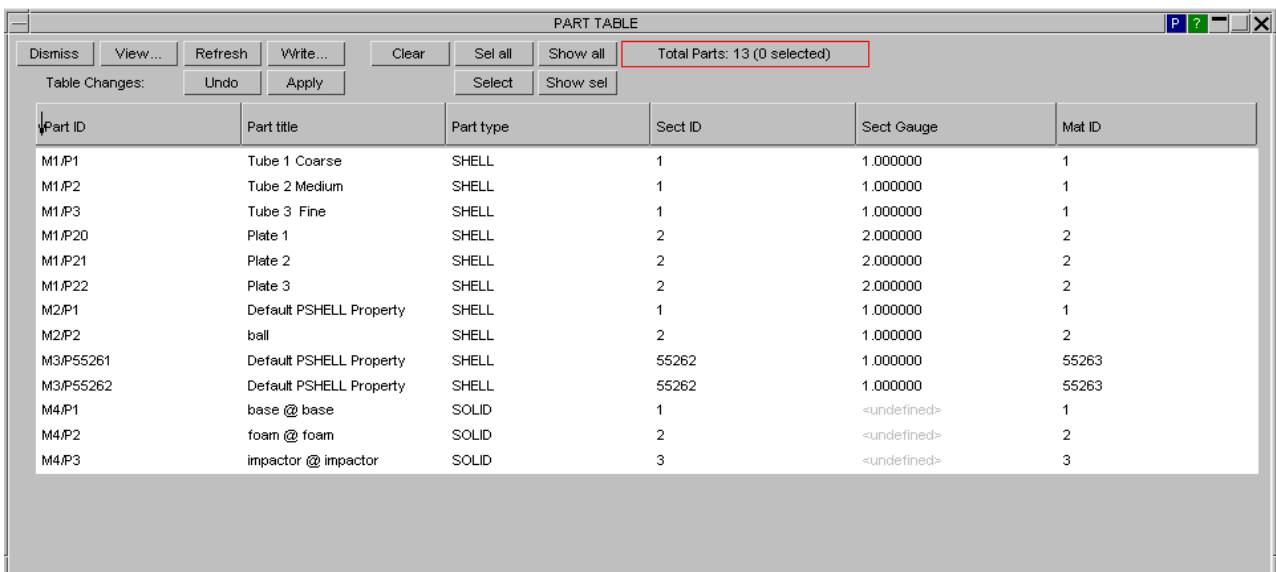 PART TABLE P ?
Dismiss View... Refresh Write... Clear Sel all Show all Total Parts: 13 (0 selected)
Table Changes: Undo Apply Select Show sel
Part ID Part title Part type Sect ID Sect Gauge Mat ID
M1/P1 Tube 1 Coarse SHELL 1 1.000000 1
M1/P2 Tube 2 Medium SHELL 1 1.000000 1
M1/P3 Tube 3  Fine SHELL 1 1.000000 1
M1/P20 Plate 1 SHELL 2 2.000000 2
M1/P21 Plate 2 SHELL 2 2.000000 2
M1/P22 Plate 3 SHELL 2 2.000000 2
M2/P1 Default PSHELL Property SHELL 1 1.000000 1
M2/P2 ball SHELL 2 1.000000 2
M3/P55261 Default PSHELL Property SHELL 55262 1.000000 55263
M3/P55262 Default PSHELL Property SHELL 55262 1.000000 55263
M4/P1 base @ base SOLID 1 <undefined> 1
M4/P2 foam @ foam SOLID 2 <undefined> 2
M4/P3 impactor @ impactor SOLID 3 <undefined> 3